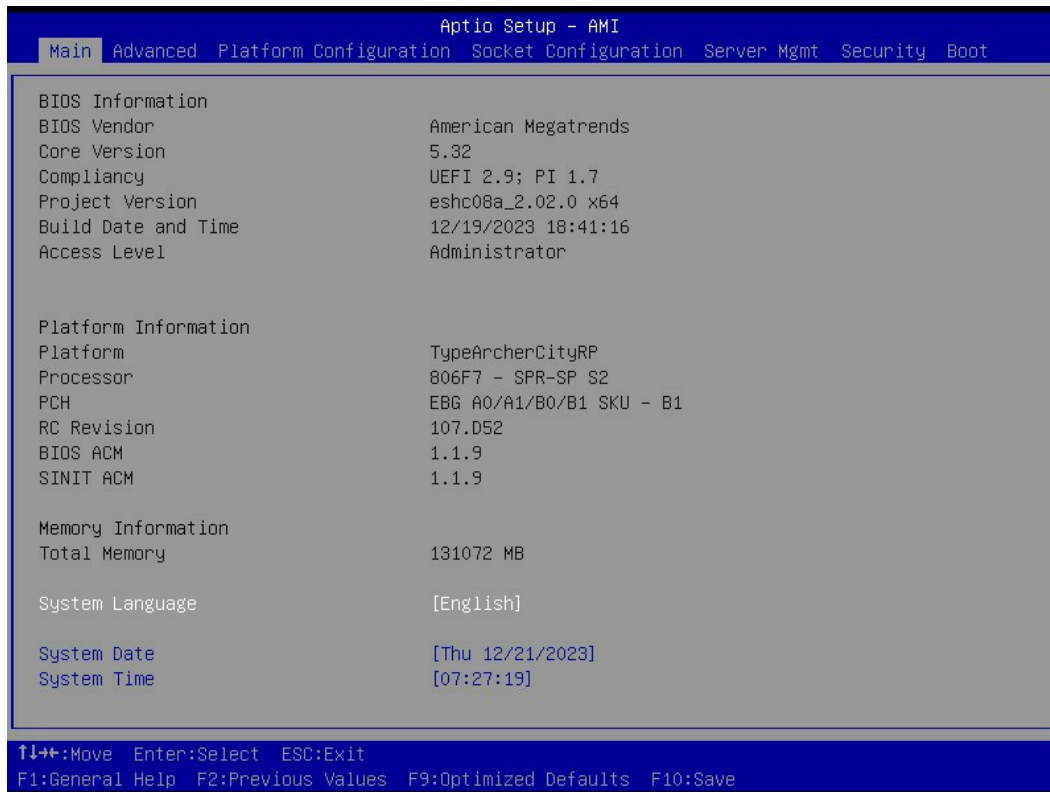 Aptio Setup – AMI
Main Advanced Platform Configuration Socket Configuration Server Mgmt Security Boot
BIOS Information
BIOS Vendor American Megatrends
Core Version 5.32
Compliancy UEFI 2.9; PI 1.7
Project Version eshc08a_2.02.0 x64
Build Date and Time 12/19/2023 18:41:16
Access Level Administrator
Platform Information
Platform TypeArcherCityRP
Processor 806F7 – SPR-SP S2
PCH EBG A0/A1/B0/B1 SKU – B1
RC Revision 107.D52
BIOS ACM 1.1.9
SINIT ACM 1.1.9
Memory Information
Total Memory 131072 MB
System Language [English]
System Date [Thu 12/21/2023]
System Time [07:27:19]
↑↓→←:Move Enter:Select ESC:Exit
F1:General Help F2:Previous Values F9:Optimized Defaults F10:Save